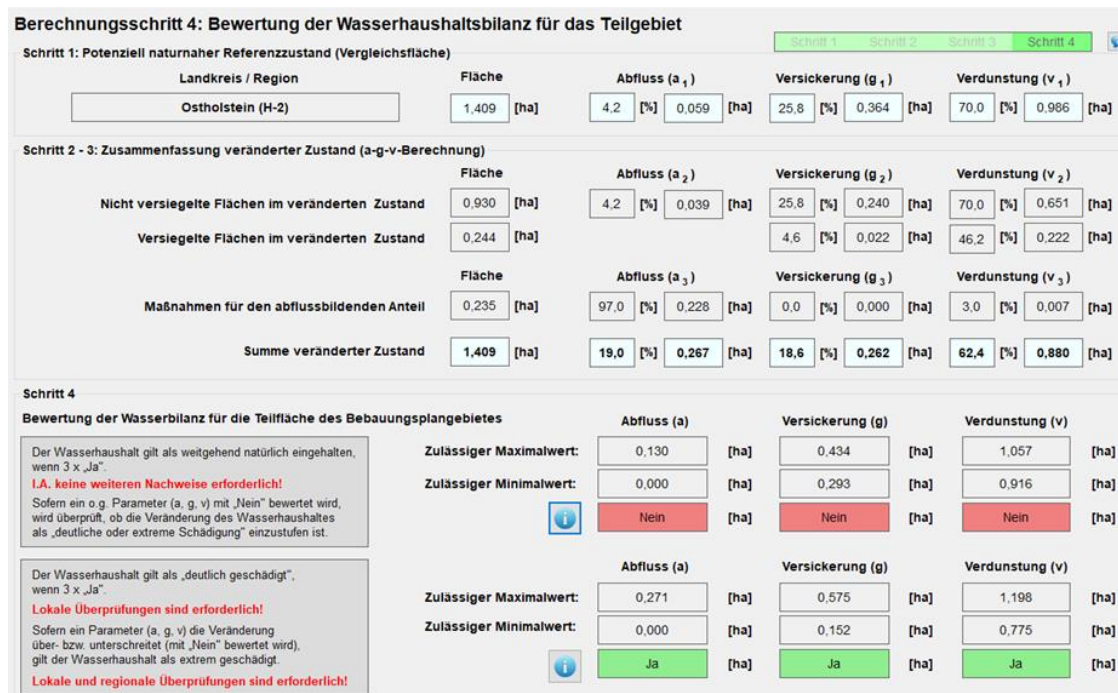 Berechnungsschritt 4: Bewertung der Wasserhaushaltsbilanz für das Teilgebiet
Schritt 1 Schritt 2 Schritt 3 Schritt 4
Schritt 1: Potenziell naturnaher Referenzzustand (Vergleichsfläche)
Landkreis / Region Fläche Abfluss (a 1) Versickerung (g 1) Verdunstung (v 1)
Ostholstein (H-2) 1,409 [ha] 4,2 [%] 0,059 [ha] 25,8 [%] 0,364 [ha] 70,0 [%] 0,986 [ha]
Schritt 2 - 3: Zusammenfassung veränderter Zustand (a-g-v-Berechnung)
Fläche Abfluss (a 2) Versickerung (g 2) Verdunstung (v 2)
Nicht versiegelte Flächen im veränderten Zustand 0,930 [ha] 4,2 [%] 0,039 [ha] 25,8 [%] 0,240 [ha] 70,0 [%] 0,651 [ha]
Versiegelte Flächen im veränderten Zustand 0,244 [ha] 4,6 [%] 0,022 [ha] 46,2 [%] 0,222 [ha]
Fläche Abfluss (a 3) Versickerung (g 3) Verdunstung (v 3)
Maßnahmen für den abflussbildenden Anteil 0,235 [ha] 97,0 [%] 0,228 [ha] 0,0 [%] 0,000 [ha] 3,0 [%] 0,007 [ha]
Summe veränderter Zustand 1,409 [ha] 19,0 [%] 0,267 [ha] 18,6 [%] 0,262 [ha] 62,4 [%] 0,880 [ha]
Schritt 4
Bewertung der Wasserbilanz für die Teilfläche des Bebauungsplangebietes
Abfluss (a) Versickerung (g) Verdunstung (v)
Der Wasserhaushalt gilt als weitgehend natürlich eingehalten,
wenn 3 x „Ja".
I.A. keine weiteren Nachweise erforderlich!
Sofern ein o.g. Parameter (a, g, v) mit „Nein" bewertet wird,
wird überprüft, ob die Veränderung des Wasserhaushaltes
als „deutliche oder extreme Schädigung" einzustufen ist.
Zulässiger Maximalwert: 0,130 [ha] 0,434 [ha] 1,057 [ha]
Zulässiger Minimalwert: 0,000 [ha] 0,293 [ha] 0,916 [ha]
i Nein [ha] Nein [ha] Nein [ha]
Abfluss (a) Versickerung (g) Verdunstung (v)
Der Wasserhaushalt gilt als „deutlich geschädigt",
wenn 3 x „Ja".
Lokale Überprüfungen sind erforderlich!
Sofern ein Parameter (a, g, v) die Veränderung
über- bzw. unterschreitet (mit „Nein" bewertet wird),
gilt der Wasserhaushalt als extrem geschädigt.
Lokale und regionale Überprüfungen sind erforderlich!
Zulässiger Maximalwert: 0,271 [ha] 0,575 [ha] 1,198 [ha]
Zulässiger Minimalwert: 0,000 [ha] 0,152 [ha] 0,775 [ha]
i Ja [ha] Ja [ha] Ja [ha]